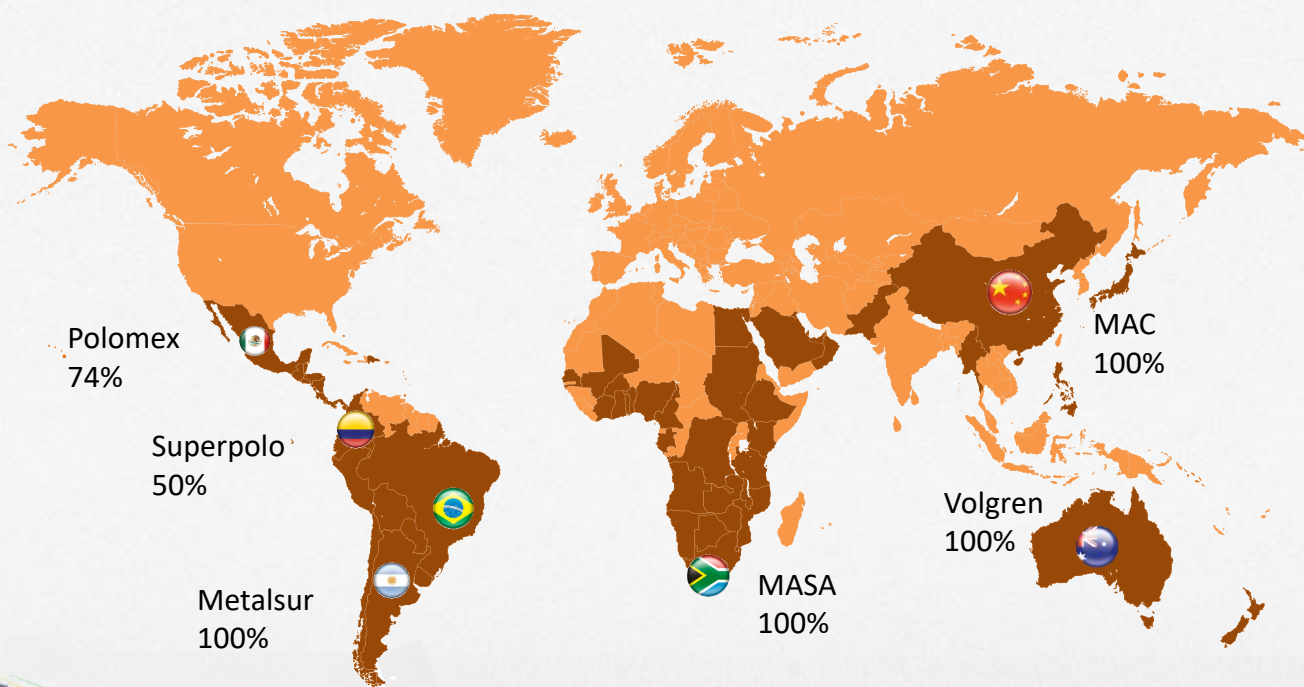 Polomex
74%
Superpolo
50%
Metalsur
100%
MASA
100%
Volgren
100%
MAC
100%